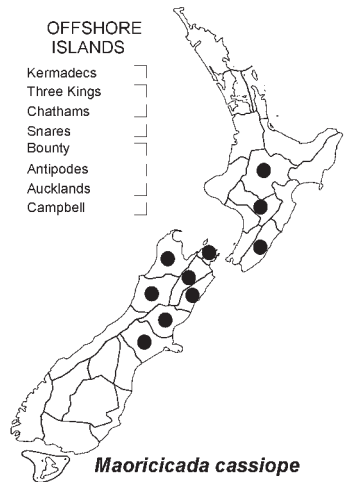 OFFSHORE
ISLANDS
Kermadecs
Three Kings
Chathams
Snares
Bounty
Antipodes
Aucklands
Campbell
Maoricicada cassiope